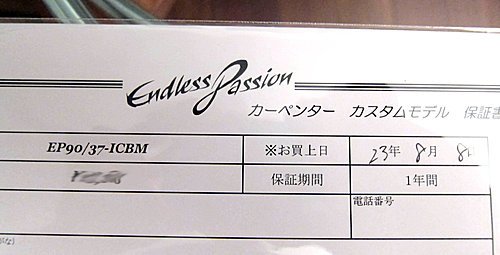 Endless Passion
カーペンター カスタムモデル 保証書
EP90/37-ICBM ※お買上日 23年 8月 8
保証期間 1年間
電話番号